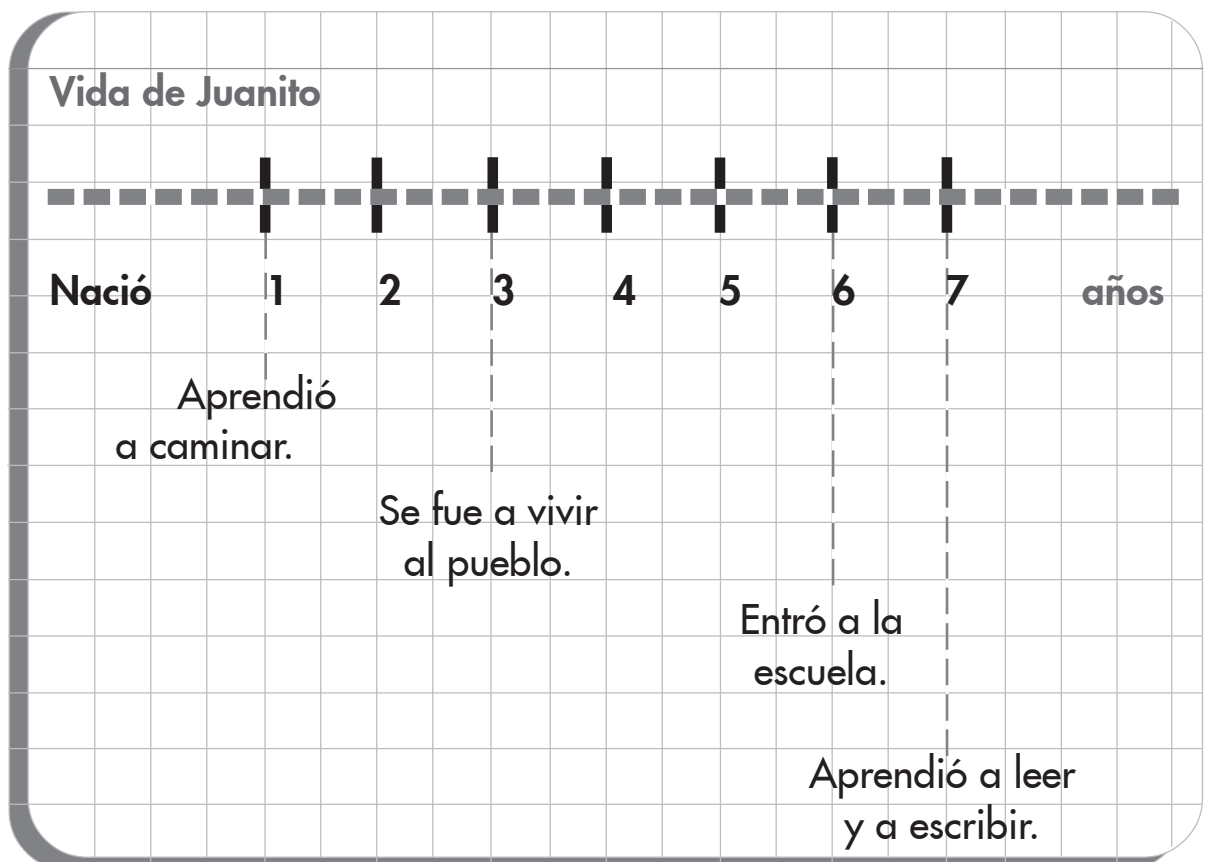 Vida de Juanito
Nació 1 2 3 4 5 6 7 años
Aprendió
a caminar.
Se fue a vivir
al pueblo.
Entró a la
escuela.
Aprendió a leer
y a escribir.